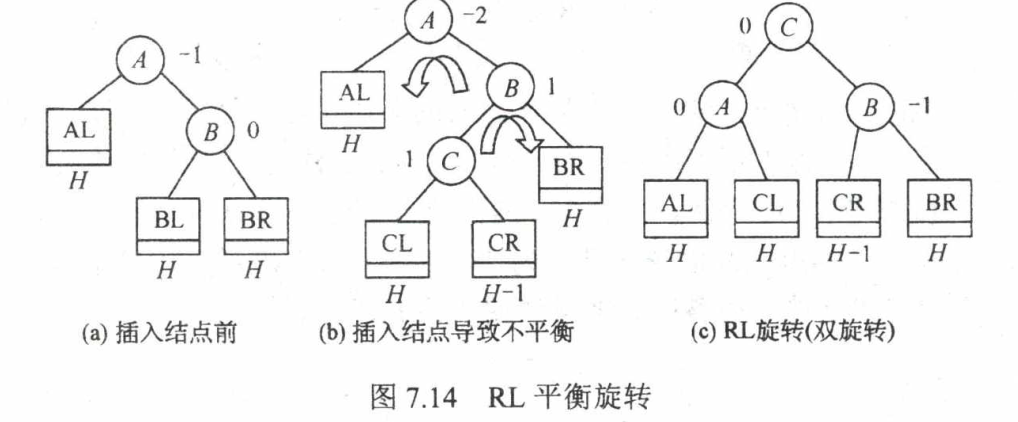 A -1
AL
H
B 0
BL BR
H H
(a) 插入结点前
A -2
AL
H
B 1
1 C
BR
H
CL CR
H H-1
(b) 插入结点导致不平衡
0 C
0 A
B -1
AL CL CR BR
H H H-1 H
(c) RL旋转(双旋转)
图 7.14 RL 平衡旋转